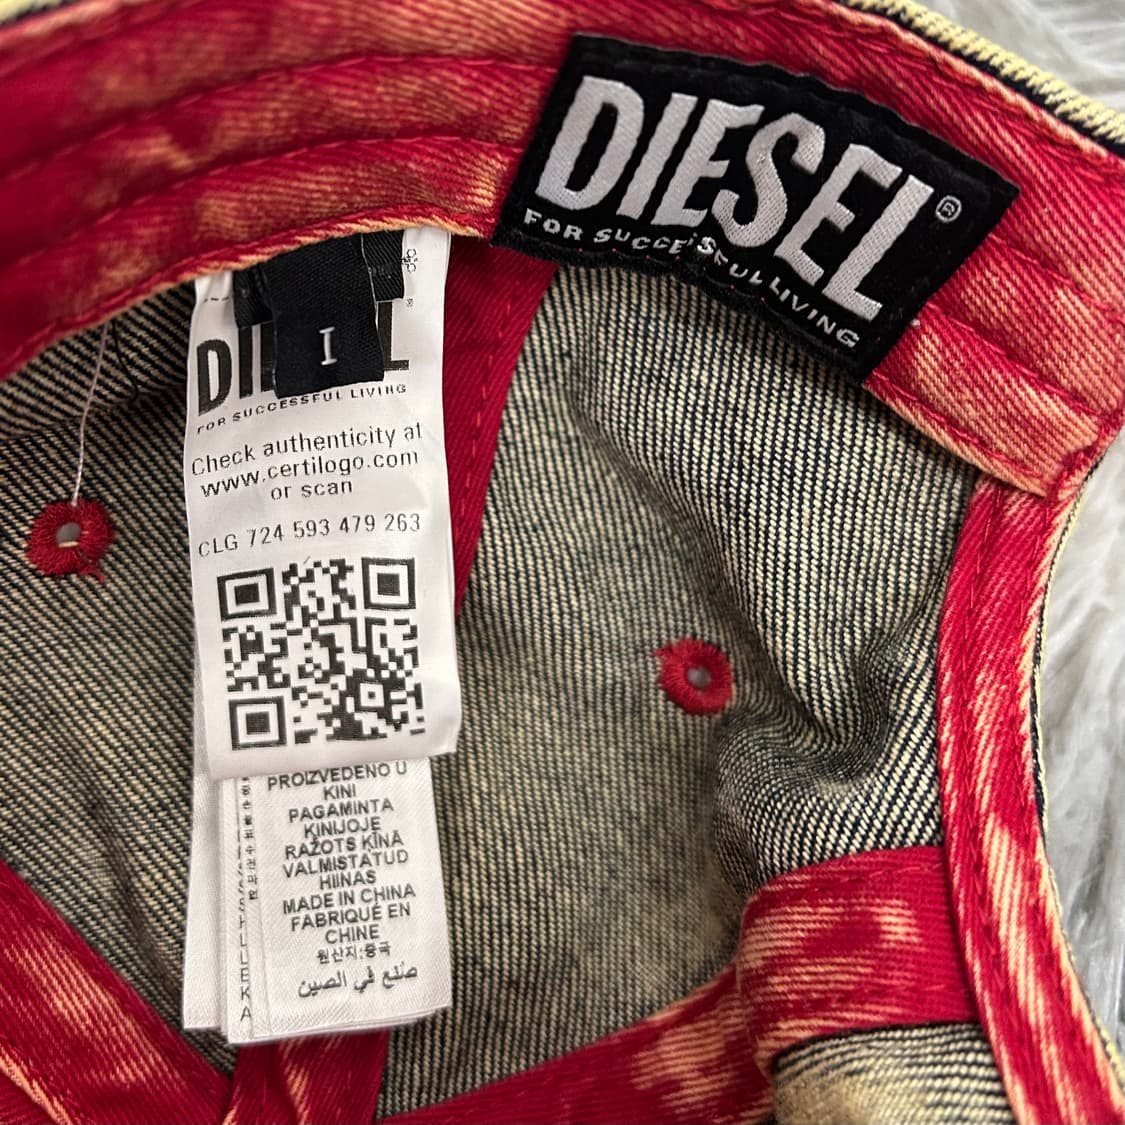 DIESEL®
FOR SUCCESSFUL LIVING
I
FOR SUCCESSFUL LIVING
Check authenticity at
www.certilogo.com
or scan
CLG 724 593 479 263
PROIZVEDENO U
KINI
PAGAMINTA
KINIJOJE
RAŽOTS ĶĪNĀ
VALMISTATUD
HIINAS
MADE IN CHINA
FABRIQUÉ EN
CHINE
원산지:중국
صنع في الصين